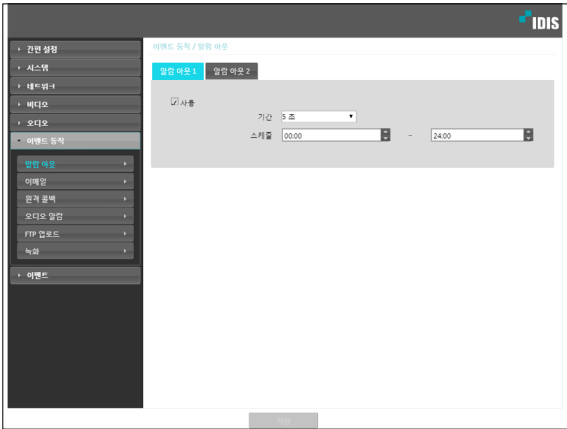 IDIS
간편 설정
시스템
네트워크
비디오
오디오
이벤트 동작
알람 아웃
이메일
원격 콜백
오디오 알람
FTP 업로드
녹화
이벤트
이벤트 동작 / 알람 아웃
알람 아웃 1 알람 아웃 2
사용
기간 5 초
스케줄 00:00 – 24:00
저장